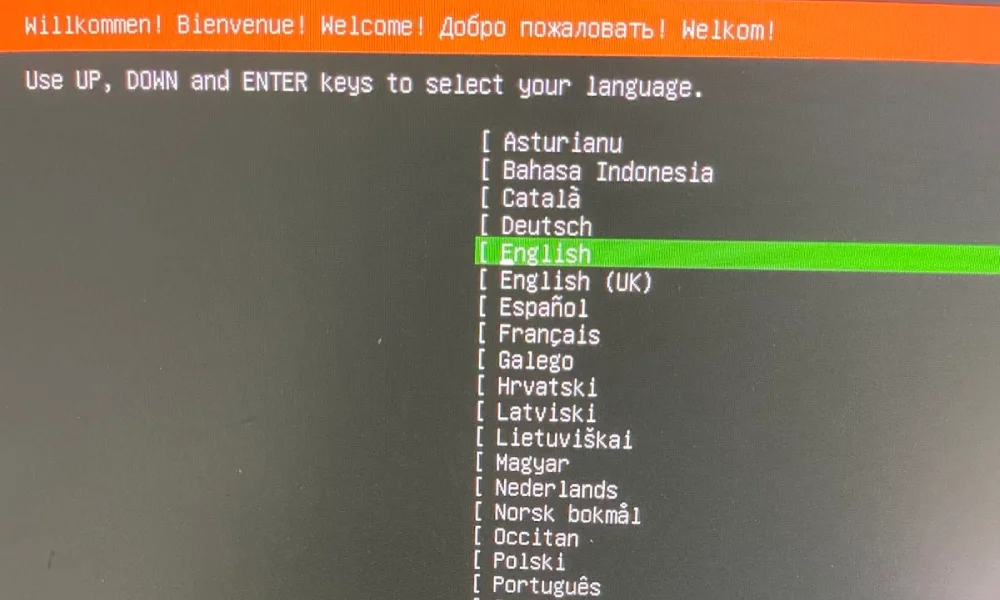 Willkommen! Bienvenue! Welcome! Добро пожаловать! Welkom!
Use UP, DOWN and ENTER keys to select your language.
[ Asturianu
[ Bahasa Indonesia
[ Català
[ Deutsch
[ English
[ English (UK)
[ Español
[ Français
[ Galego
[ Hrvatski
[ Latviski
[ Lietuviškai
[ Magyar
[ Nederlands
[ Norsk bokmål
[ Occitan
[ Polski
[ Português